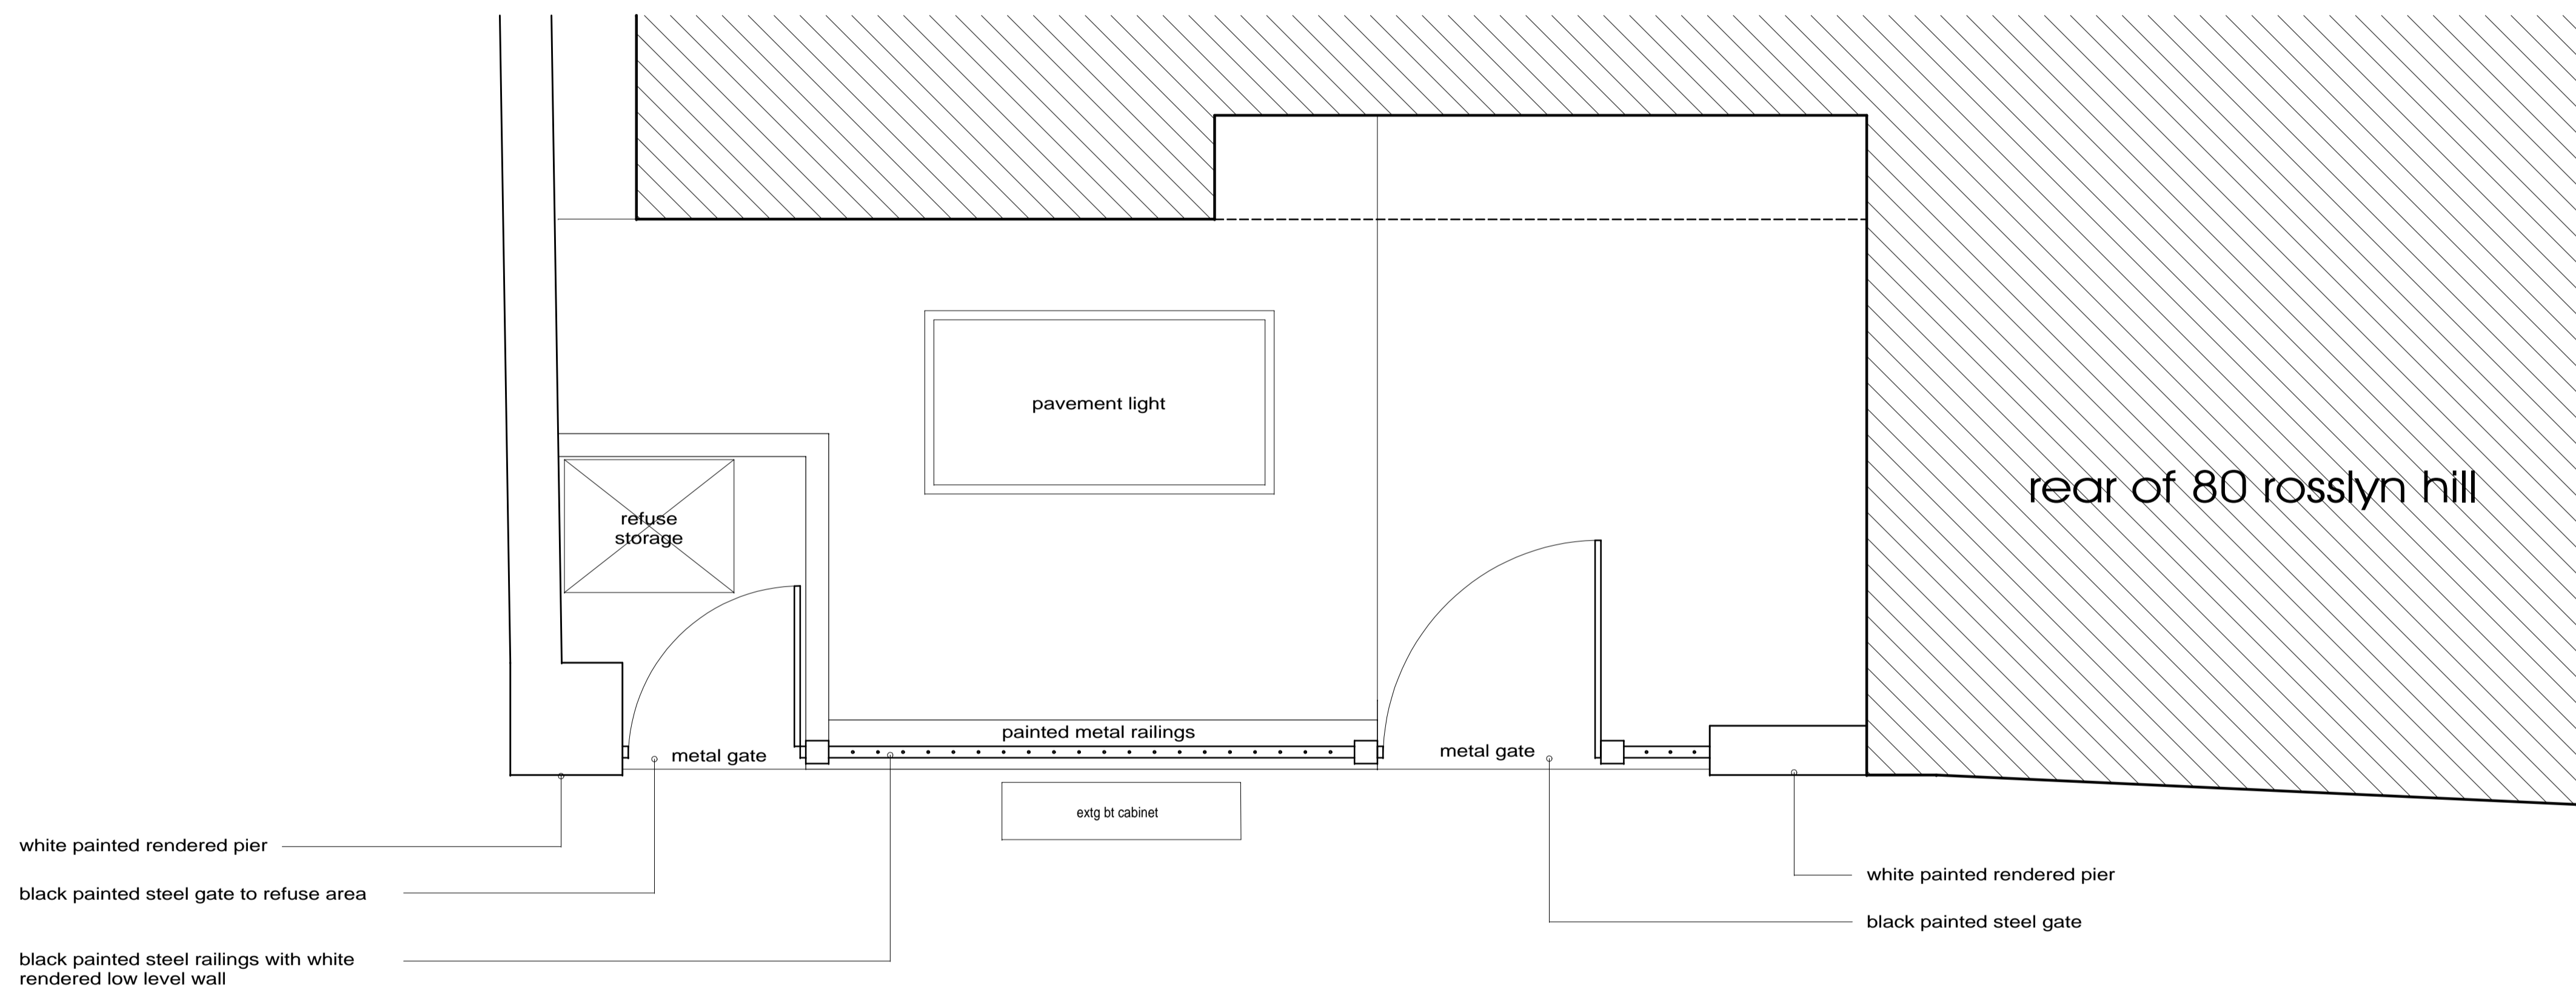 pavement light
rear of 80 rosslyn hill
refuse
storage
painted metal railings
metal gate
metal gate
extg bt cabinet
white painted rendered pier
black painted steel gate to refuse area
black painted steel railings with white
rendered low level wall
white painted rendered pier
black painted steel gate